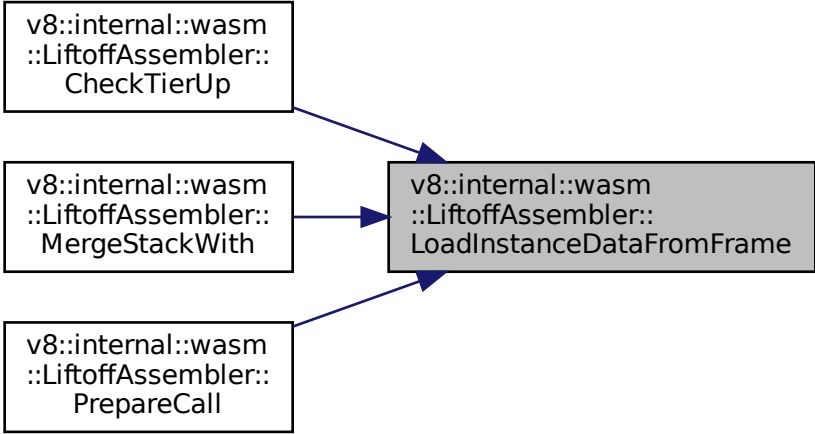 v8::internal::wasm
::LiftoffAssembler::
CheckTierUp
v8::internal::wasm
::LiftoffAssembler::
MergeStackWith
v8::internal::wasm
::LiftoffAssembler::
LoadInstanceDataFromFrame
v8::internal::wasm
::LiftoffAssembler::
PrepareCall